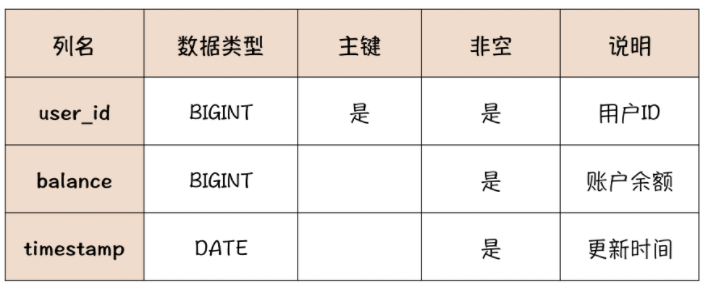 列名 数据类型 主键 非空 说明
user_id BIGINT 是 是 用户ID
balance BIGINT 是 账户余额
timestamp DATE 是 更新时间